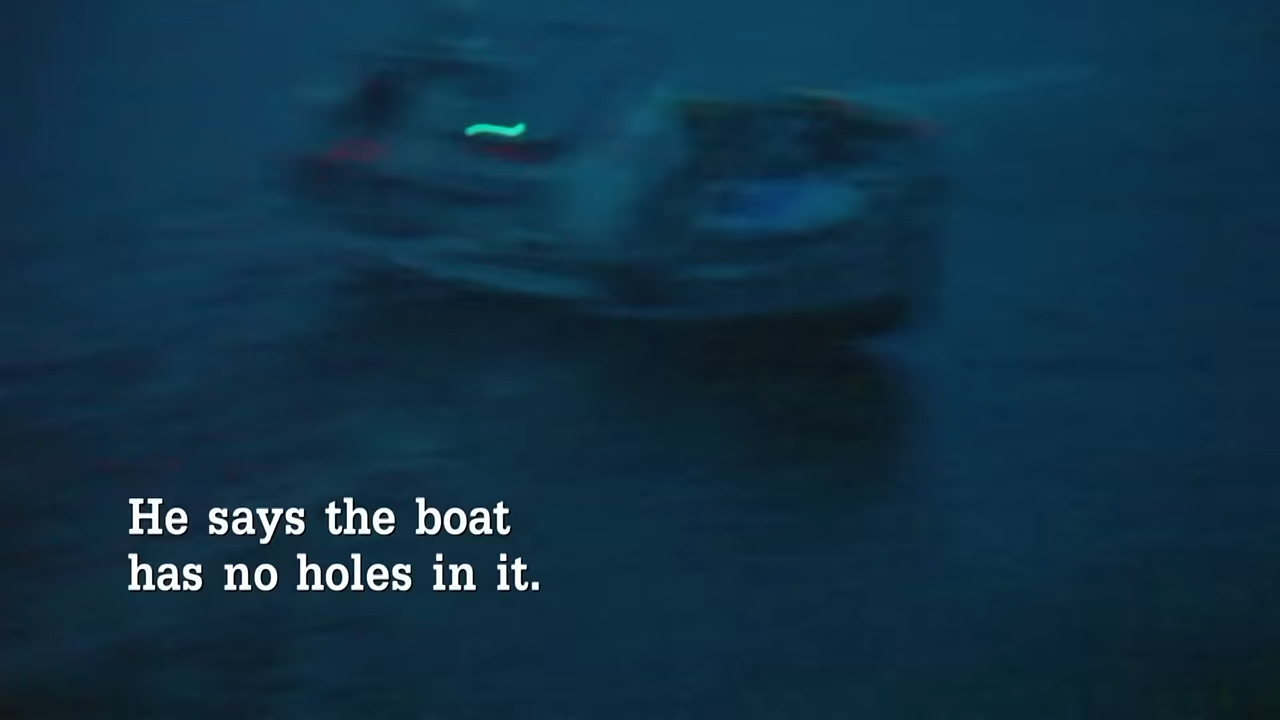 He says the boat
has no holes in it.